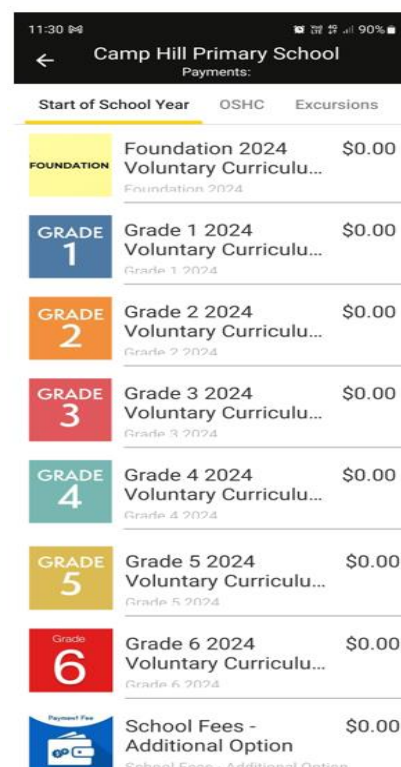 11:30
90%
Camp Hill Primary School
Payments:
Start of School Year OSHC Excursions
FOUNDATION
Foundation 2024 $0.00
Voluntary Curriculu...
Foundation 2024
GRADE
1
Grade 1 2024 $0.00
Voluntary Curriculu...
Grade 1 2024
GRADE
2
Grade 2 2024 $0.00
Voluntary Curriculu...
Grade 2 2024
GRADE
3
Grade 3 2024 $0.00
Voluntary Curriculu...
Grade 3 2024
GRADE
4
Grade 4 2024 $0.00
Voluntary Curriculu...
Grade 4 2024
GRADE
5
Grade 5 2024 $0.00
Voluntary Curriculu...
Grade 5 2024
Grade
6
Grade 6 2024 $0.00
Voluntary Curriculu...
Grade 6 2024
Payment Fee
School Fees - $0.00
Additional Option
School Fees - Additional Option